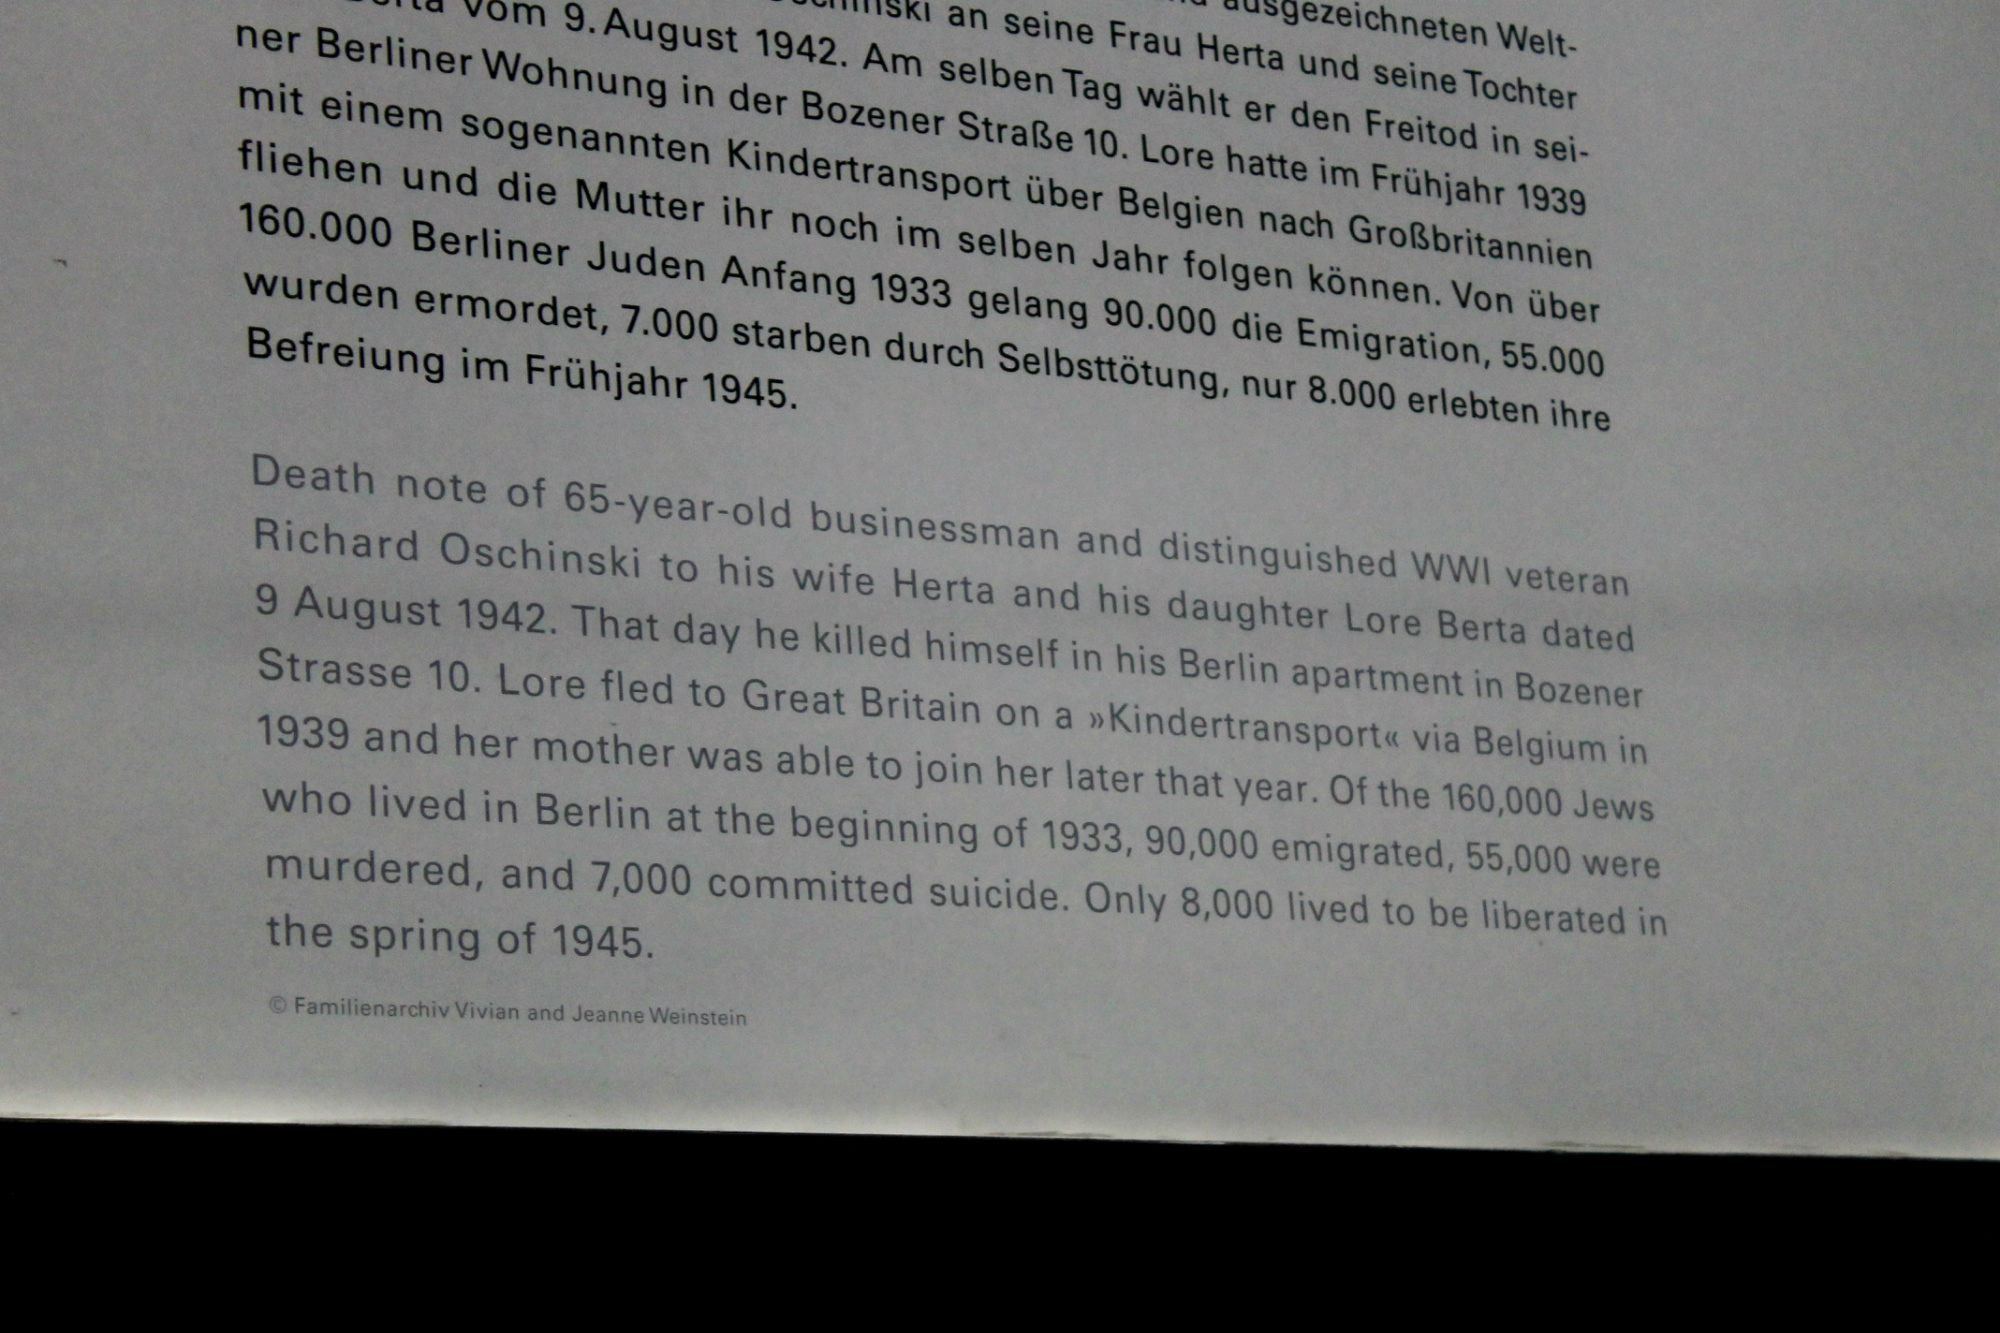 ausgezeichneten Welt-
an seine Frau Herta und seine Tochter
vom 9. August 1942. Am selben Tag wählt er den Freitod in sei-
ner Berliner Wohnung in der Bozener Straße 10. Lore hatte im Frühjahr 1939
mit einem sogenannten Kindertransport über Belgien nach Großbritannien
fliehen und die Mutter ihr noch im selben Jahr folgen können. Von über
160.000 Berliner Juden Anfang 1933 gelang 90.000 die Emigration, 55.000
wurden ermordet, 7.000 starben durch Selbsttötung, nur 8.000 erlebten ihre
Befreiung im Frühjahr 1945.
Death note of 65-year-old businessman and distinguished WWI veteran
Richard Oschinski to his wife Herta and his daughter Lore Berta dated
9 August 1942. That day he killed himself in his Berlin apartment in Bozener
Strasse 10. Lore fled to Great Britain on a »Kindertransport« via Belgium in
1939 and her mother was able to join her later that year. Of the 160,000 Jews
who lived in Berlin at the beginning of 1933, 90,000 emigrated, 55,000 were
murdered, and 7,000 committed suicide. Only 8,000 lived to be liberated in
the spring of 1945.
© Familienarchiv Vivian and Jeanne Weinstein